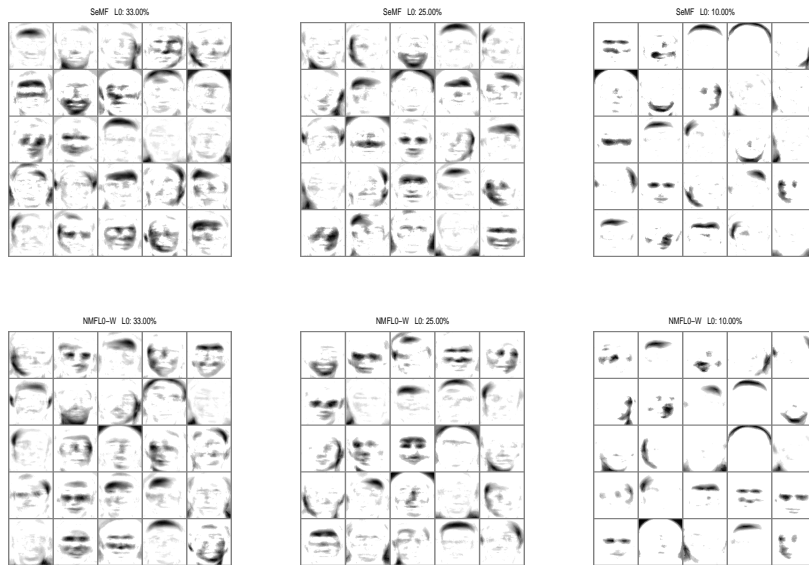 SeMF L0: 33.00%
SeMF L0: 25.00%
SeMF L0: 10.00%
NMFL0-W L0: 33.00%
NMFL0-W L0: 25.00%
NMFL0-W L0: 10.00%